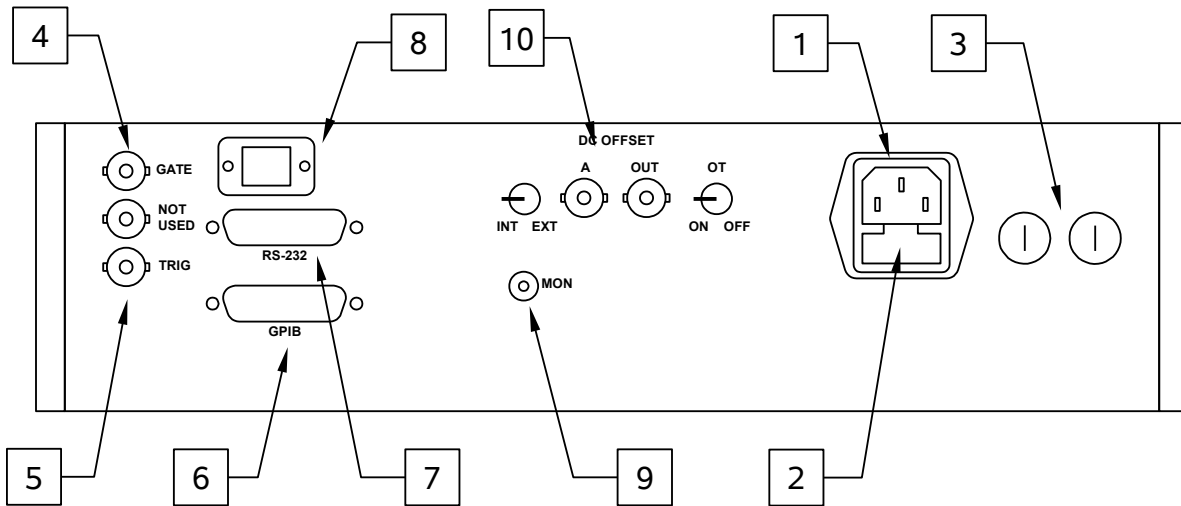 4
8
10
1
3
DC OFFSET
GATE
A
OUT
OT
NOT
USED
INT EXT
ON OFF
RS-232
TRIG
MON
GPIB
5
6
7
9
2